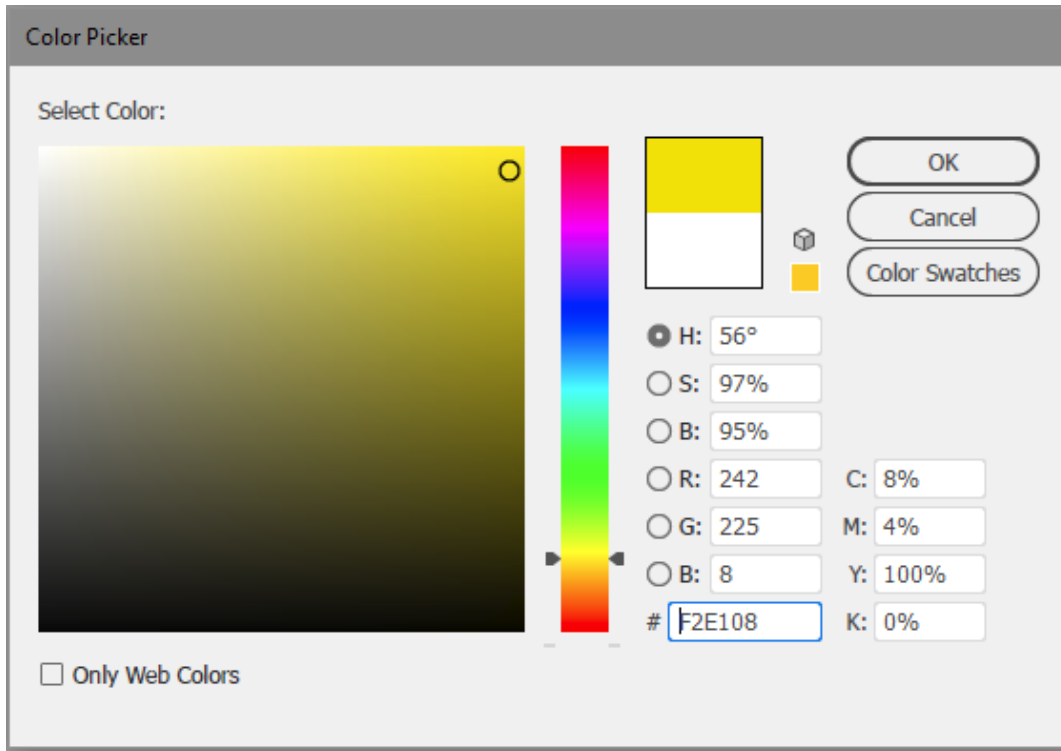 Color Picker
Select Color:
OK
Cancel
Color Swatches
H: 56°
S: 97%
B: 95%
R: 242 C: 8%
G: 225 M: 4%
B: 8 Y: 100%
# F2E108 K: 0%
Only Web Colors